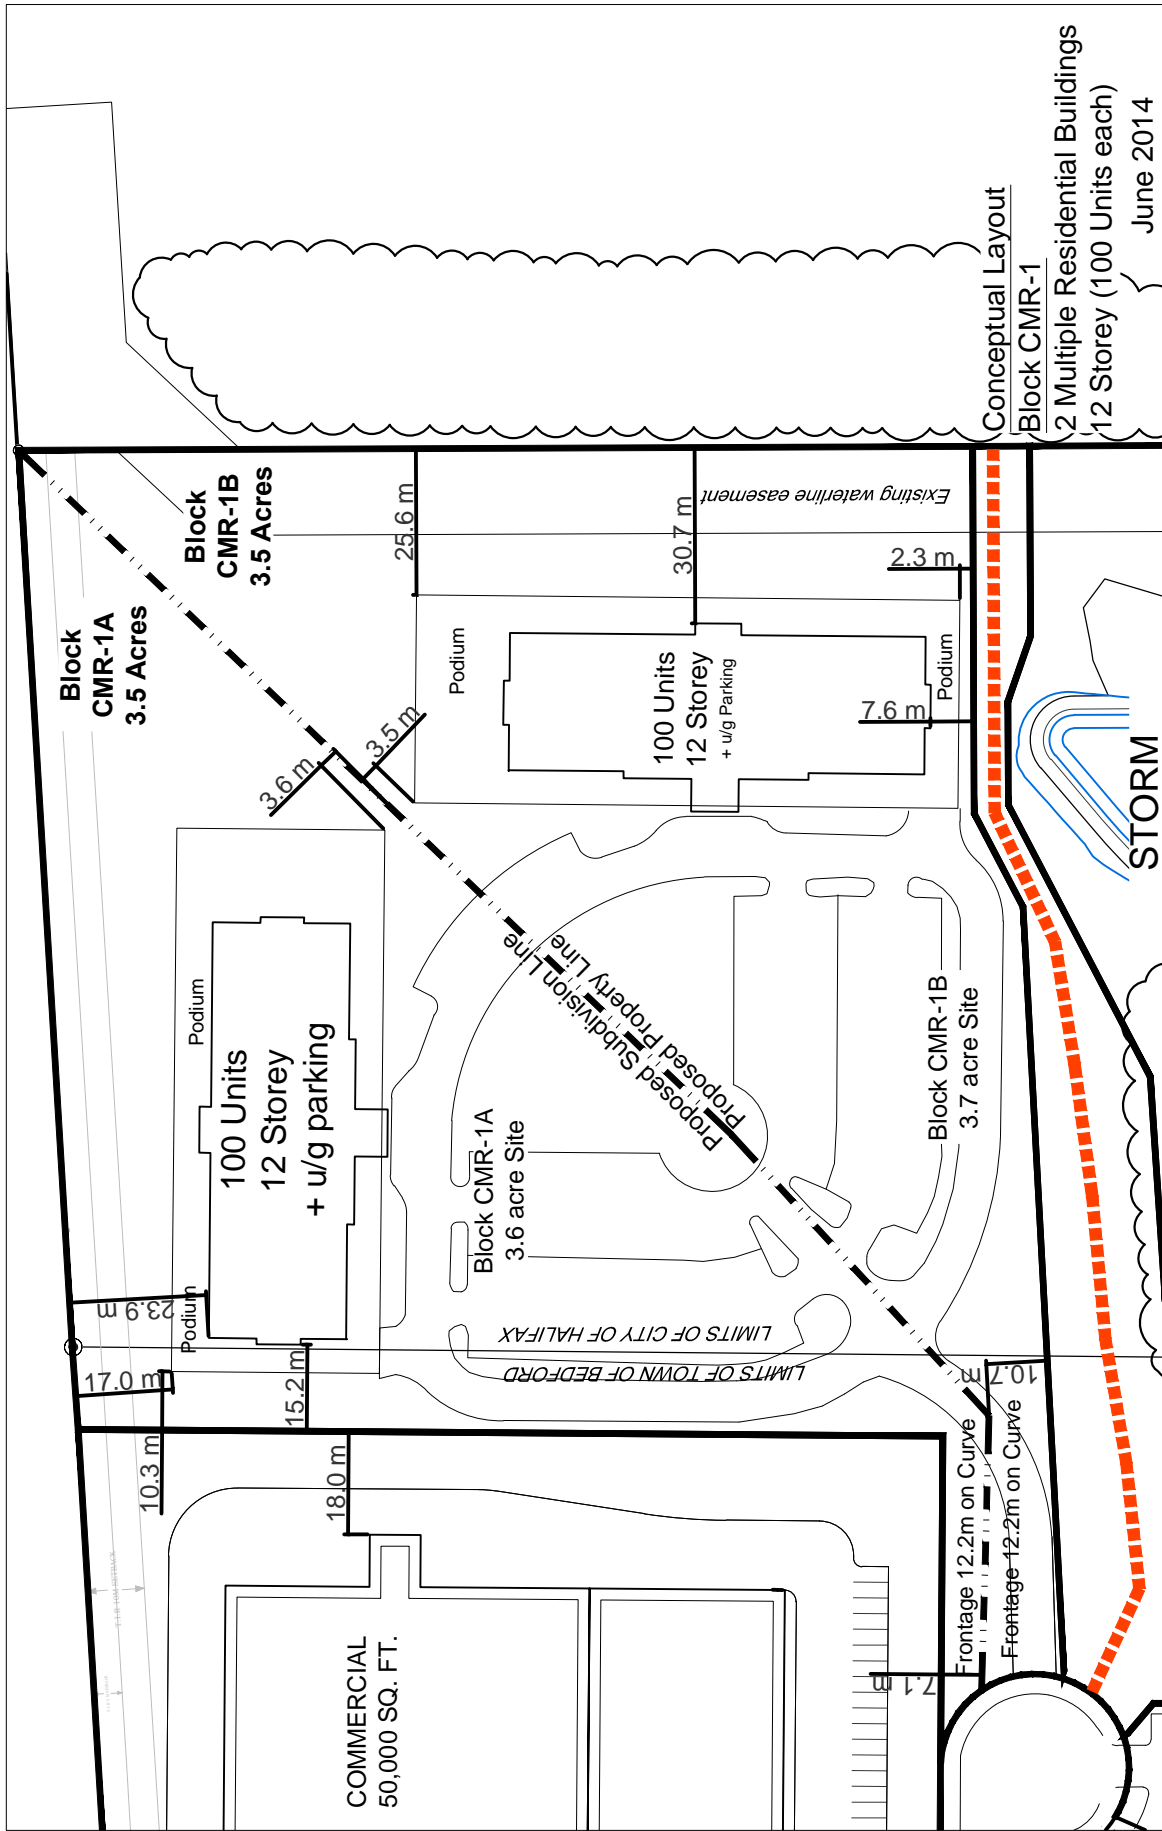 Conceptual Layout
Block CMR-1
2 Multiple Residential Buildings
12 Storey (100 Units each)
June 2014
Block
CMR-1A
3.5 Acres
Block
CMR-1B
3.5 Acres
25.6 m
30.7 m
Existing waterline easement
2.3 m
7.6 m
3.6 m
3.5 m
Podium
100 Units
12 Storey
+ u/g Parking
Podium
STORM
Podium
100 Units
12 Storey
+ u/g parking
Podium
Proposed Subdivision Line
Proposed Property Line
Block CMR-1A
3.6 acre Site
Block CMR-1B
3.7 acre Site
23.9 m
17.0 m
15.2 m
10.3 m
18.0 m
LIMITS OF CITY OF HALIFAX
LIMITS OF TOWN OF BEDFORD
10.7 m
Frontage 12.2m on Curve
Frontage 12.2m on Curve
7.1 m
COMMERCIAL
50,000 SQ. FT.